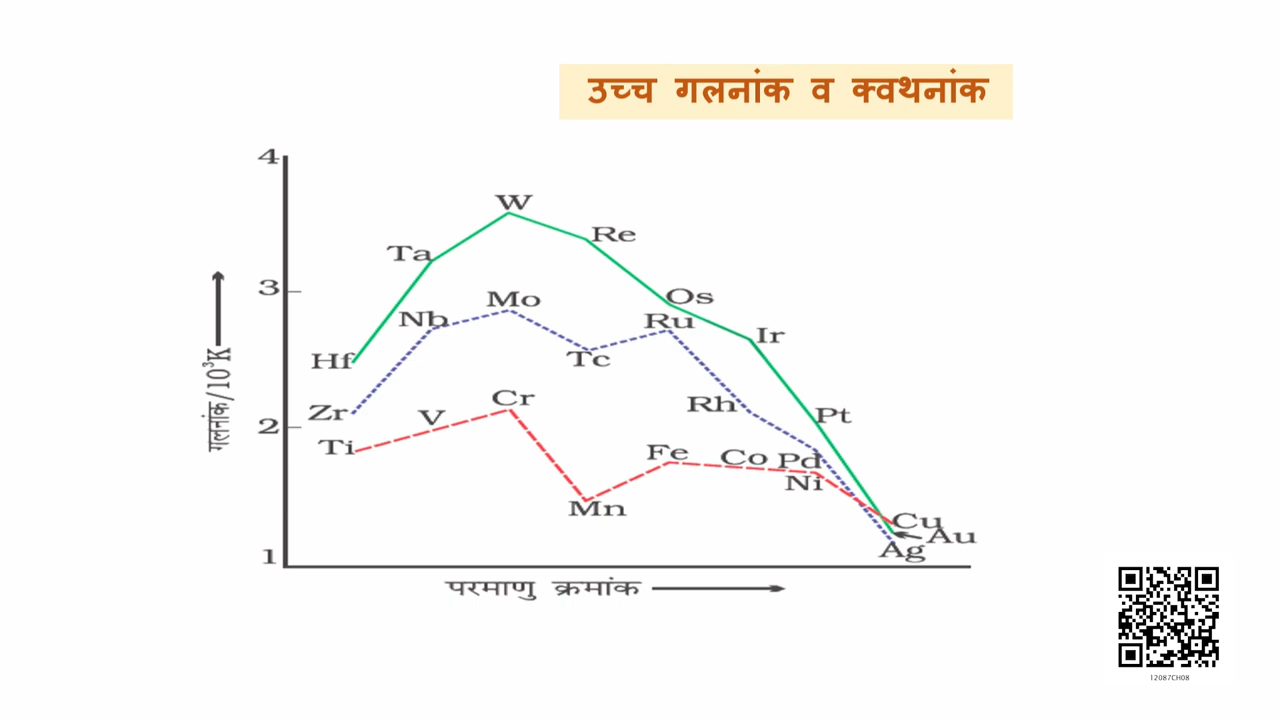 उच्च गलनांक व क्वथनांक
4
W
Ta
Re
3
Os
Mo
Nb
Ru
Ir
Hf
Tc
Zr
Cr
Rh
V
Pt
2
Ti
Fe
Co
Pd
Ni
Mn
Cu
Au
Ag
1
गलनांक/10³K
परमाणु क्रमांक
12087CH08